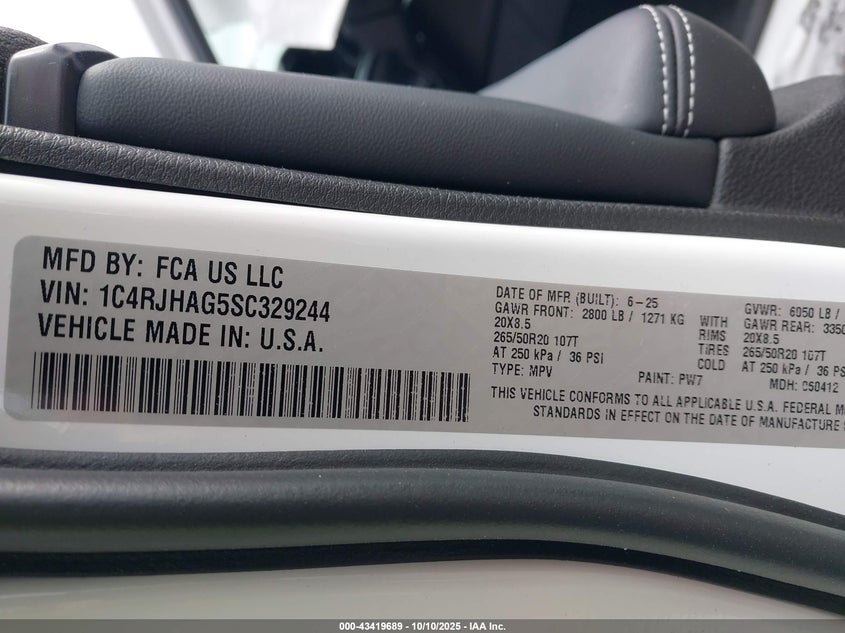 MFD BY: FCA US LLC
VIN: 1C4RJHAG5SC329244
VEHICLE MADE IN: U.S.A.
DATE OF MFR (BUILT): 6-25
GAWR FRONT: 2800 LB / 1271 KG
20X8.5
265/50R20 107T
AT 250 kPa / 36 PSI
TYPE: MPV
WITH
RIMS
TIRES
COLD
GVWR: 6050 LB /
GAWR REAR: 3350
20X8.5
265/50R20 107T
AT 250 kPa / 36 PS
PAINT: PW7
MDH: 050412
THIS VEHICLE CONFORMS TO ALL APPLICABLE U.S.A. FEDERAL MO
STANDARDS IN EFFECT ON THE DATE OF MANUFACTURE S
000-43419689 - 10/10/2025 - IAA Inc.